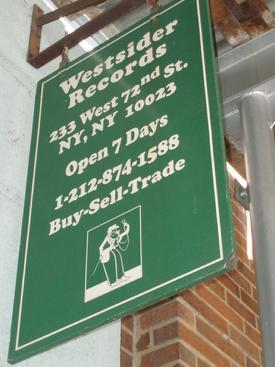 Westsider
Records
233 West 72nd St.
NY, NY 10023
Open 7 Days
1-212-874-1588
Buy-Sell-Trade